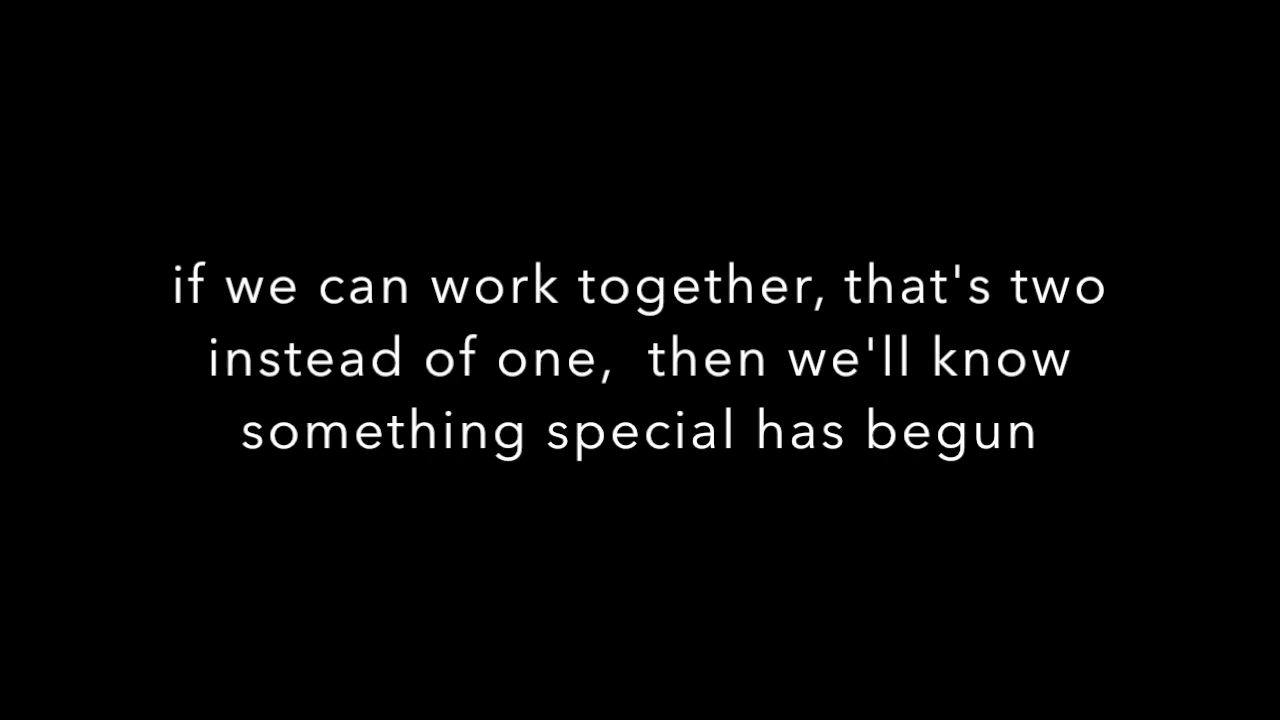 if we can work together, that's two
instead of one,  then we'll know
something special has begun